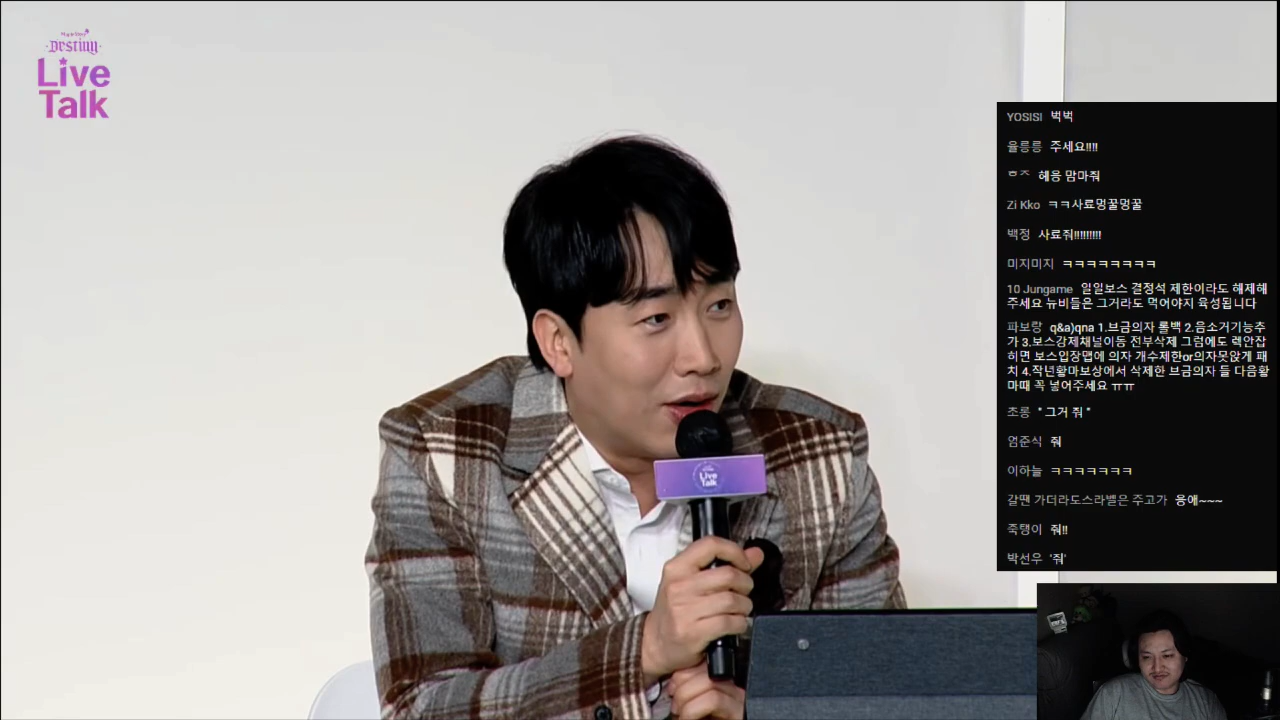 Destiny
Live
Talk
Live
Talk
YOSISI 벅벅
율릉릉 주세요!!!!
ㅎㅈ 헤응 맘마줘
Zi Kko ㅋㅋ사료멍꿀멍꿀
백정 사료줘!!!!!!!!!
미지미지 ㅋㅋㅋㅋㅋㅋㅋㅋ
10 Jungame 일일보스 결정석 제한이라도 해제해
주세요 뉴비들은 그거라도 먹어야지 육성됩니다
파보랑 q&a)qna 1.브금의자 롤백 2.음소거기능추
가 3.보스강제채널이동 전부삭제 그럼에도 렉안잡
히면 보스입장맵에 의자 개수제한or의자못앉게 패
치 4.작년황마보상에서 삭제한 브금의자 들 다음황
마때 꼭 넣어주세요 ㅠㅠ
초롱 " 그거 줘 "
엄준식 줘
이하늘 ㅋㅋㅋㅋㅋㅋㅋ
갈땐 가더라도스라벨은 주고가 응애~~~
죽탱이 줘!!
박선우 '줘'